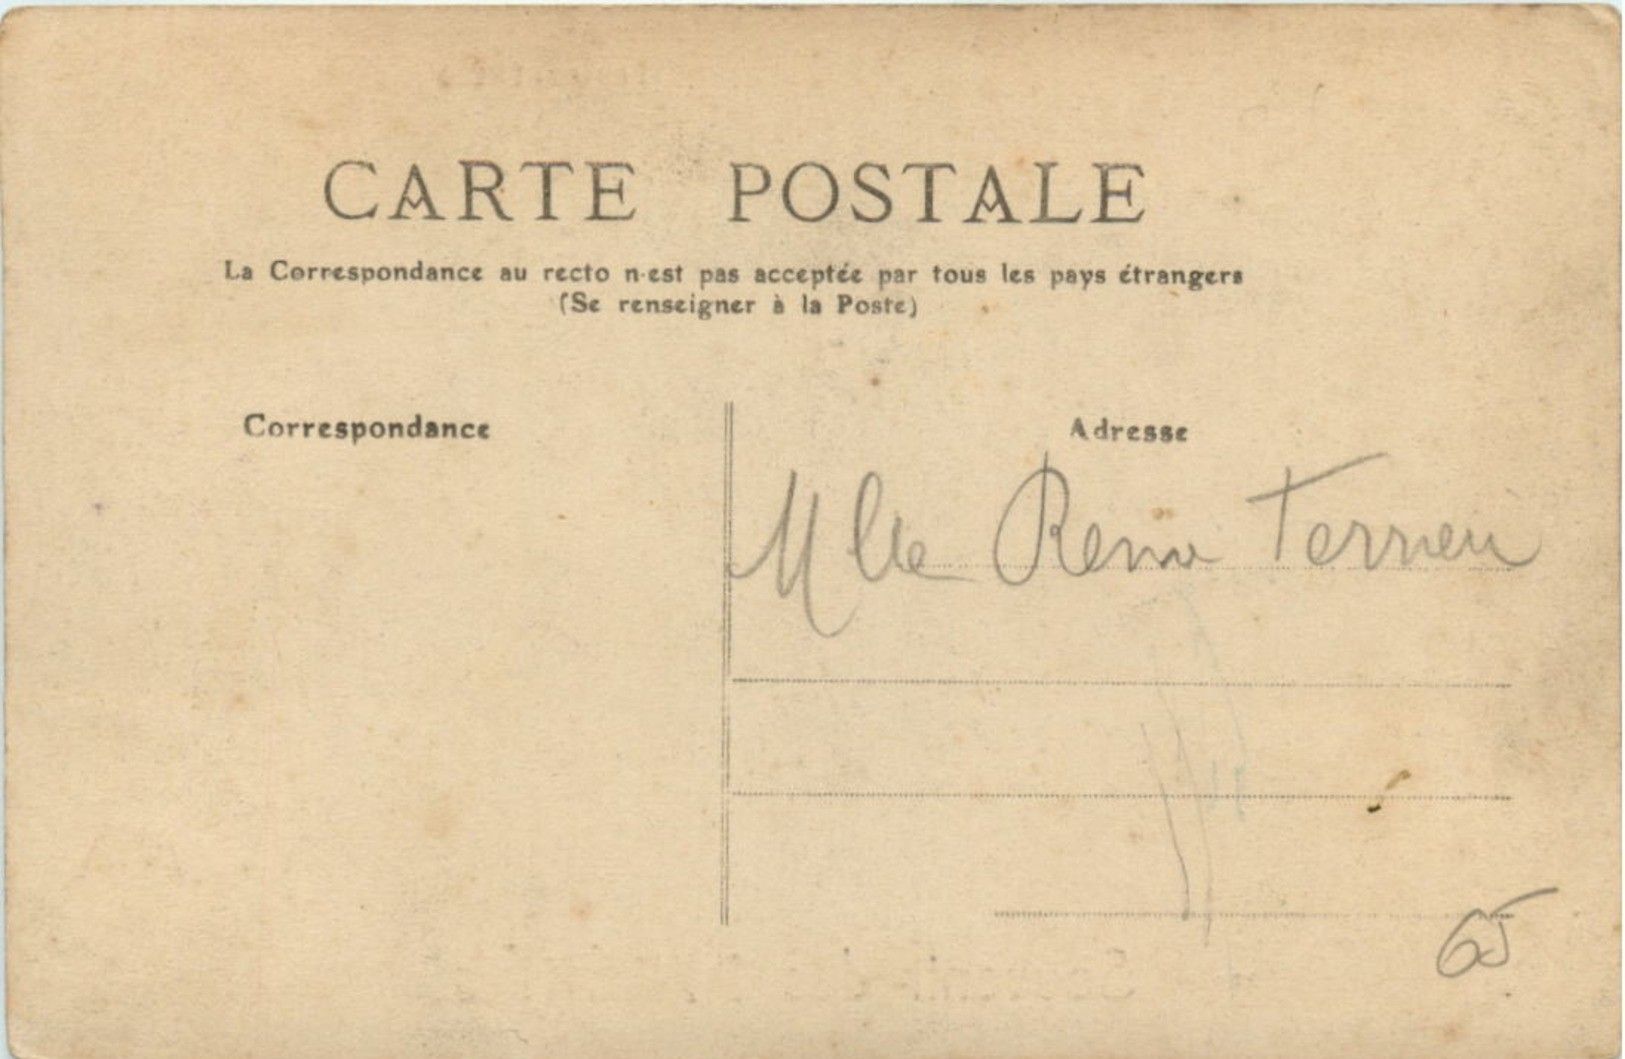 CARTE POSTALE
La Correspondance au recto n'est pas acceptée par tous les pays étrangers
(Se renseigner à la Poste)
Correspondance
Adresse
Mlle
65